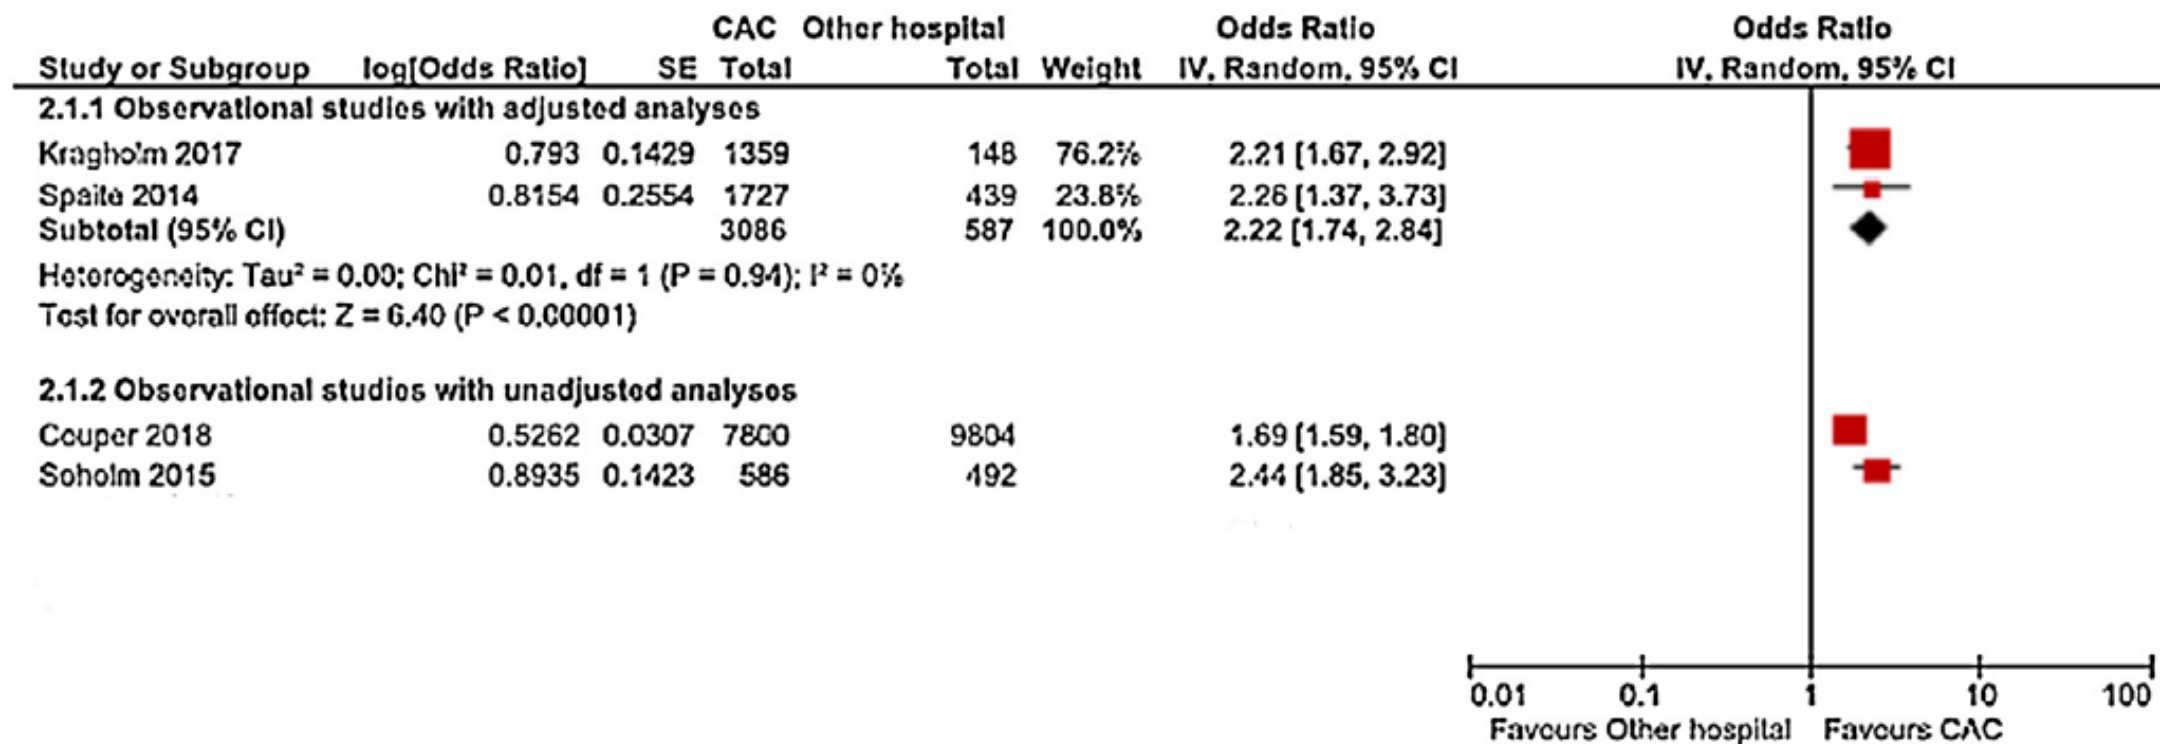 CAC Other hospital Odds Ratio Odds Ratio
Study or Subgroup log[Odds Ratio] SE Total Total Weight IV, Random, 95% CI IV, Random, 95% CI
2.1.1 Observational studies with adjusted analyses
Kragholm 2017 0.793 0.1429 1359 148 76.2% 2.21 [1.67, 2.92]
Spaite 2014 0.8154 0.2554 1727 439 23.8% 2.26 [1.37, 3.73]
Subtotal (95% CI) 3086 587 100.0% 2.22 [1.74, 2.84]
Heterogeneity: Tau² = 0.00; Chi² = 0.01, df = 1 (P = 0.94); I² = 0%
Test for overall effect: Z = 6.40 (P < 0.00001)
2.1.2 Observational studies with unadjusted analyses
Couper 2018 0.5262 0.0307 7800 9804 1.69 [1.59, 1.80]
Soholm 2015 0.8935 0.1423 586 492 2.44 [1.85, 3.23]
0.01 0.1 1 10 100
Favours Other hospital Favours CAC